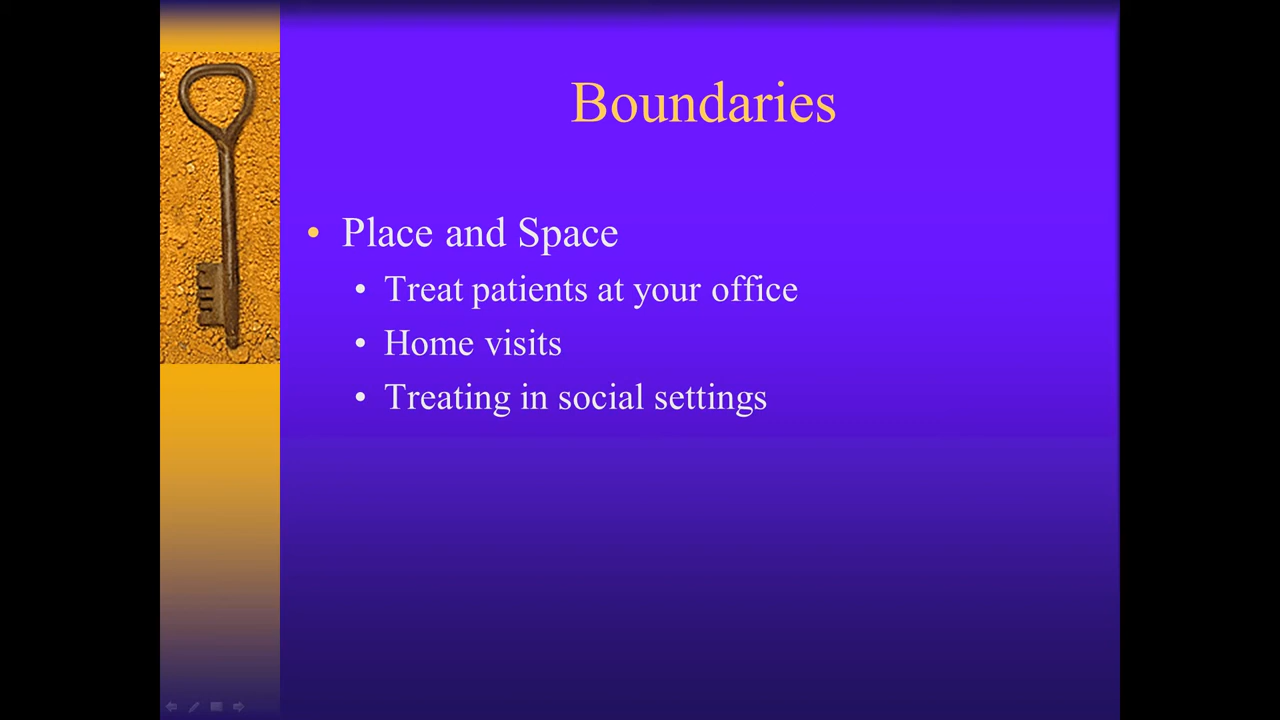 Boundaries
• Place and Space
• Treat patients at your office
• Home visits
• Treating in social settings